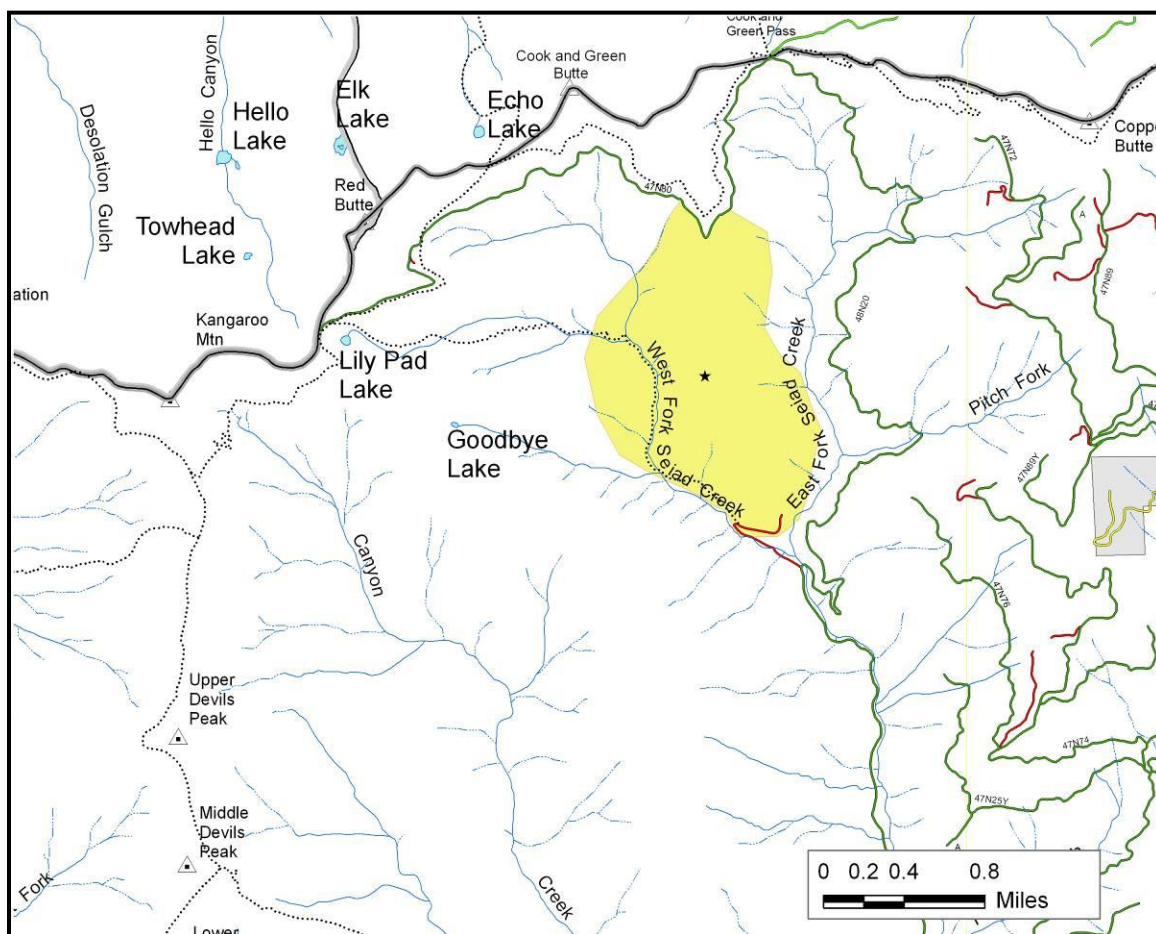 Cook and
Green Pass
Cook and Green
Butte
Desolation Gulch
Hello Canyon
Hello
Lake
Elk
Lake
Echo
Lake
Copp
Butte
47N72
Red
Butte
47N80
Towhead
Lake
A
47N89
ation
Kangaroo
Mtn
48N20
Lily Pad
Lake
West Fork Seiad Creek
East Fork Seiad Creek
Pitch Fork
47
Goodbye
Lake
47N89Y
Canyon
47N76
Upper
Devils
Peak
47N74
47N25Y
Middle
Devils
Peak
A
Fork
Creek
0 0.2 0.4 0.8
Miles
Lower